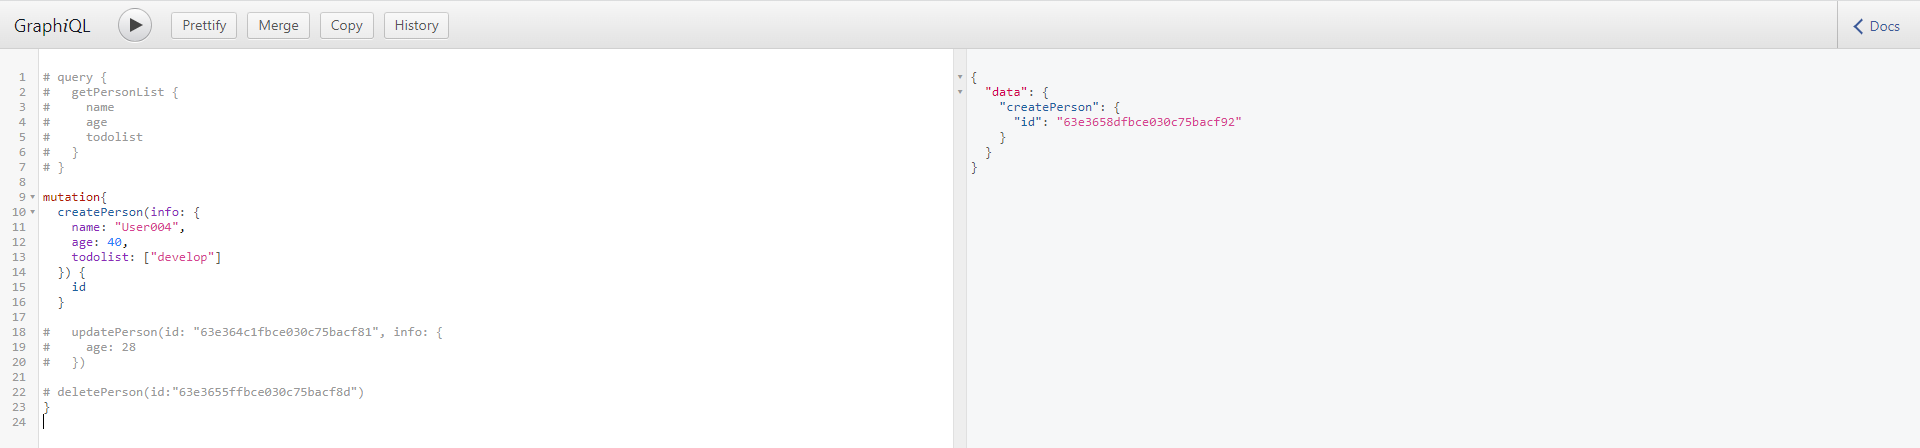 GraphiQL Prettify Merge Copy History Docs
1 # query {
2 #   getPersonList {
3 #     name
4 #     age
5 #     todolist
6 #   }
7 # }
8
9 mutation{
10   createPerson(info: {
11     name: "User004",
12     age: 40,
13     todolist: ["develop"]
14   }) {
15     id
16   }
17
18 #   updatePerson(id: "63e364c1fbce030c75bacf81", info: {
19 #     age: 28
20 #   })
21
22 # deletePerson(id:"63e3655ffbce030c75bacf8d")
23 }
24
{
  "data": {
    "createPerson": {
      "id": "63e3658dfbce030c75bacf92"
    }
  }
}